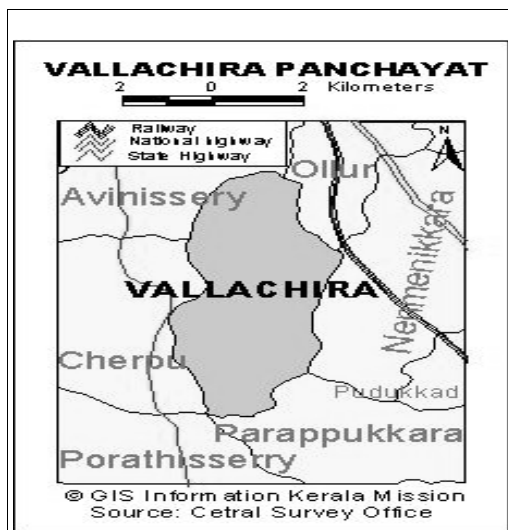 VALLACHIRA PANCHAYAT
2 0 2 Kilometers
Railway
National highway
State Highway
N
Ollur
Avinissery
Nenmenikkara
VALLACHIRA
Cherpu
Pudukkad
Parappukkara
Porathisserry
© GIS Information Kerala Mission
Source: Cetral Survey Office